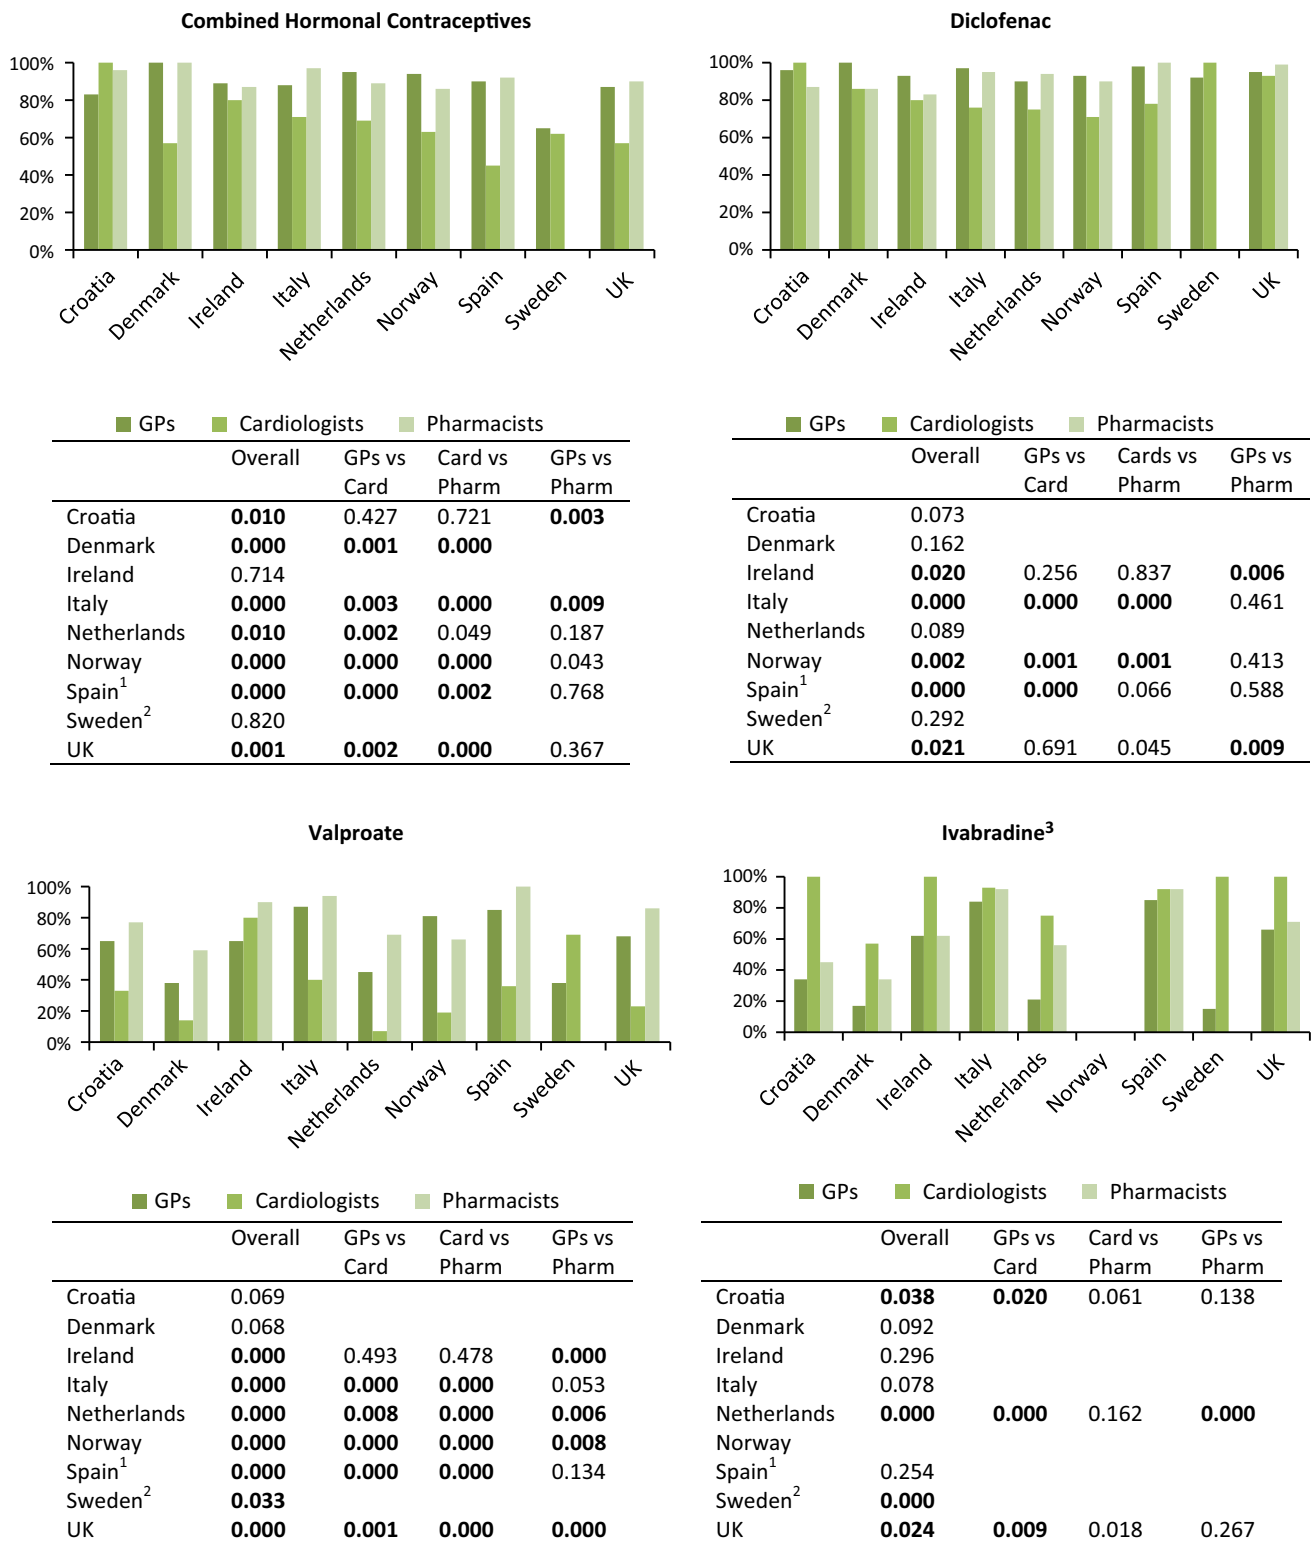 Combined Hormonal Contraceptives
100%
80%
60%
40%
20%
0%
Croatia
Denmark
Ireland
Italy
Netherlands
Norway
Spain
Sweden
UK
GPs Cardiologists Pharmacists
Overall GPs vs Card vs GPs vs
Card Pharm Pharm
Croatia 0.010 0.427 0.721 0.003
Denmark 0.000 0.001 0.000
Ireland 0.714
Italy 0.000 0.003 0.000 0.009
Netherlands 0.010 0.002 0.049 0.187
Norway 0.000 0.000 0.000 0.043
Spain1 0.000 0.000 0.002 0.768
Sweden2 0.820
UK 0.001 0.002 0.000 0.367
Diclofenac
100%
80%
60%
40%
20%
0%
Croatia
Denmark
Ireland
Italy
Netherlands
Norway
Spain
Sweden
UK
GPs Cardiologists Pharmacists
Overall GPs vs Cards vs GPs vs
Card Pharm Pharm
Croatia 0.073
Denmark 0.162
Ireland 0.020 0.256 0.837 0.006
Italy 0.000 0.000 0.000 0.461
Netherlands 0.089
Norway 0.002 0.001 0.001 0.413
Spain1 0.000 0.000 0.066 0.588
Sweden2 0.292
UK 0.021 0.691 0.045 0.009
Valproate
100%
80%
60%
40%
20%
0%
Croatia
Denmark
Ireland
Italy
Netherlands
Norway
Spain
Sweden
UK
GPs Cardiologists Pharmacists
Overall GPs vs Card vs GPs vs
Card Pharm Pharm
Croatia 0.069
Denmark 0.068
Ireland 0.000 0.493 0.478 0.000
Italy 0.000 0.000 0.000 0.053
Netherlands 0.000 0.008 0.000 0.006
Norway 0.000 0.000 0.000 0.008
Spain1 0.000 0.000 0.000 0.134
Sweden2 0.033
UK 0.000 0.001 0.000 0.000
Ivabradine3
100%
80%
60%
40%
20%
0%
Croatia
Denmark
Ireland
Italy
Netherlands
Norway
Spain
Sweden
UK
GPs Cardiologists Pharmacists
Overall GPs vs Card vs GPs vs
Card Pharm Pharm
Croatia 0.038 0.020 0.061 0.138
Denmark 0.092
Ireland 0.296
Italy 0.078
Netherlands 0.000 0.000 0.162 0.000
Norway
Spain1 0.254
Sweden2 0.000
UK 0.024 0.009 0.018 0.267